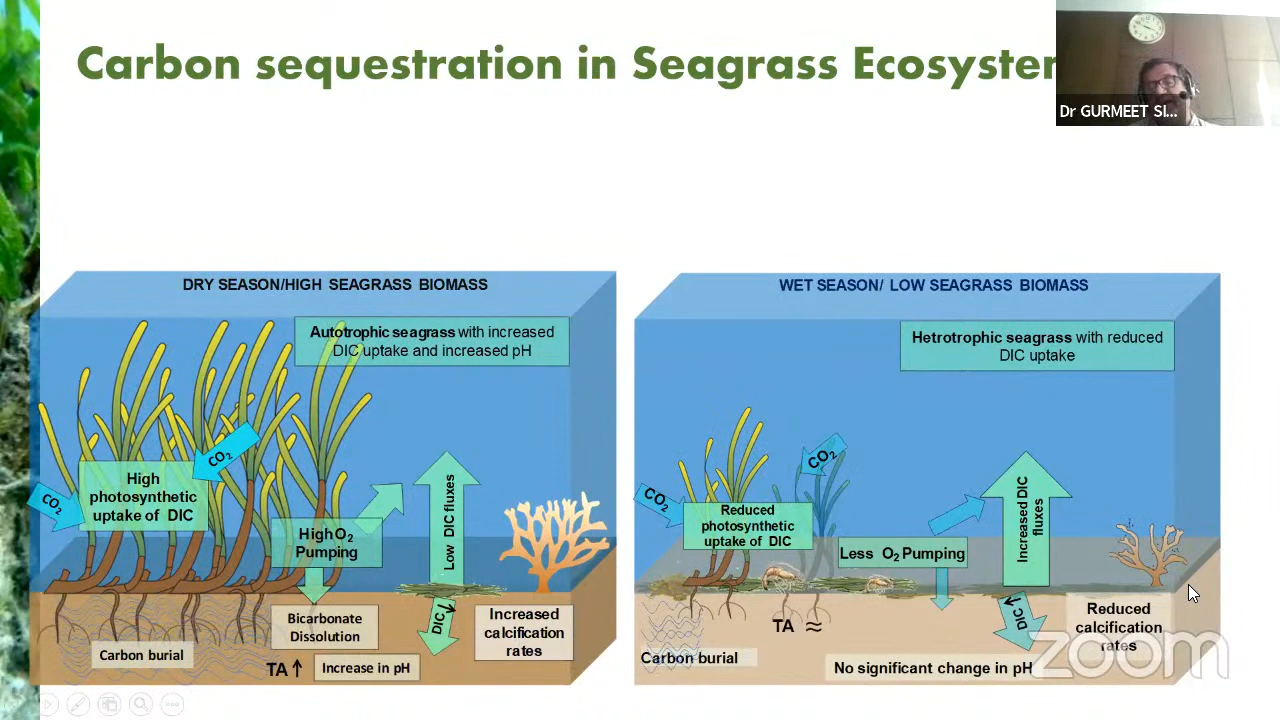 Carbon sequestration in Seagrass Ecosyster
Dr GURMEET SI...
DRY SEASON/HIGH SEAGRASS BIOMASS
Autotrophic seagrass with increased
DIC uptake and increased pH
CO2
CO2
High
photosynthetic
uptake of DIC
High O2
Pumping
Low DIC fluxes
Bicarbonate
Dissolution
DIC↑
Increased
calcification
rates
Carbon burial
TA ↑
Increase in pH
WET SEASON/ LOW SEAGRASS BIOMASS
Hetrotrophic seagrass with reduced
DIC uptake
CO2
CO2
Reduced
photosynthetic
uptake of DIC
Less O2 Pumping
Increased DIC
fluxes
TA ≈
DIC↑
Reduced
calcification
rates
Carbon burial
No significant change in pH
zoom